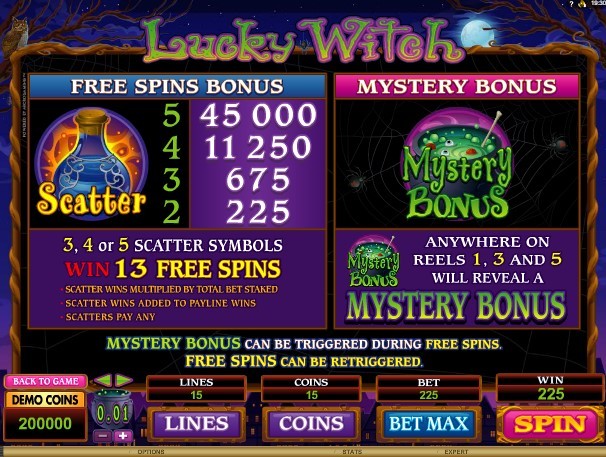 ? 19:30
Lucky Witch
FREE SPINS BONUS
5 45 000
4 11 250
3 675
2 225
Scatter
3, 4 or 5 SCATTER SYMBOLS
WIN 13 FREE SPINS
- SCATTER WINS MULTIPLIED BY TOTAL BET STAKED
- SCATTER WINS ADDED TO PAYLINE WINS
- SCATTERS PAY ANY
MYSTERY BONUS
Mystery
BONUS
Mystery
BONUS
ANYWHERE ON
REELS 1, 3 AND 5
WILL REVEAL A
MYSTERY BONUS
MYSTERY BONUS CAN BE TRIGGERED DURING FREE SPINS.
FREE SPINS CAN BE RETRIGGERED.
BACK TO GAME
DEMO COINS
200000
0.01
- +
LINES
15
LINES
COINS
15
COINS
BET
225
BET MAX
WIN
225
SPIN
OPTIONS STATS EXPERT